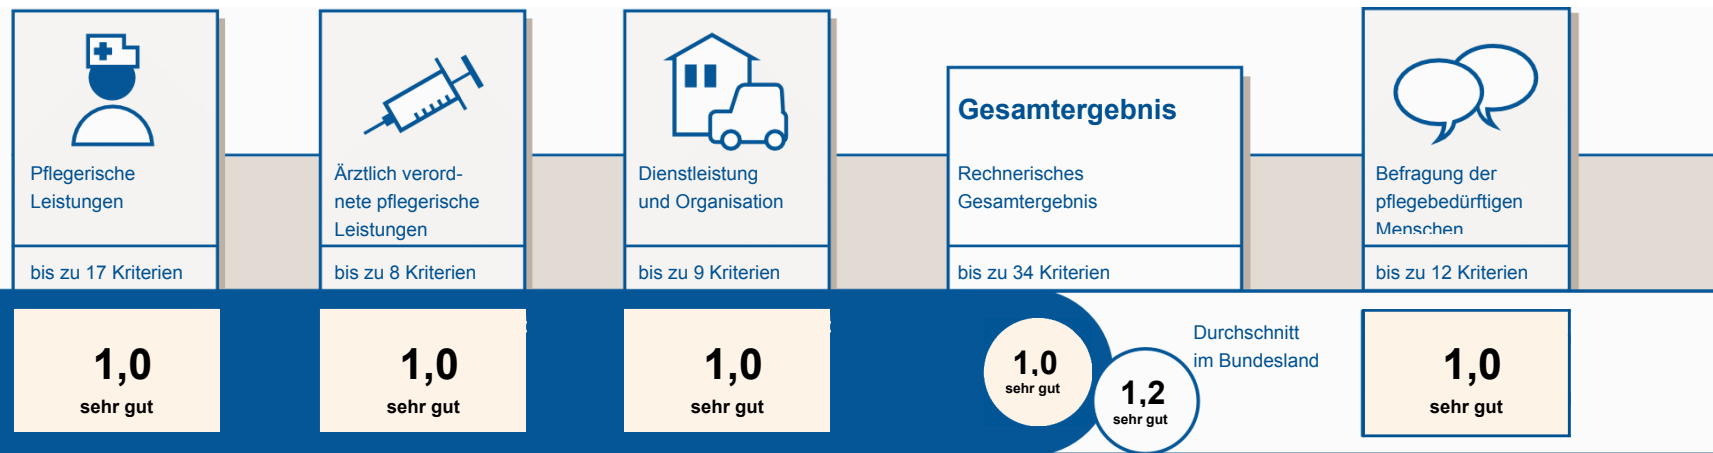 Pflegerische
Leistungen
bis zu 17 Kriterien
1,0
sehr gut
Ärztlich verord-
nete pflegerische
Leistungen
bis zu 8 Kriterien
1,0
sehr gut
Dienstleistung
und Organisation
bis zu 9 Kriterien
1,0
sehr gut
Gesamtergebnis
Rechnerisches
Gesamtergebnis
bis zu 34 Kriterien
1,0
sehr gut
Durchschnitt
im Bundesland
1,2
sehr gut
Befragung der
pflegebedürftigen
Menschen
bis zu 12 Kriterien
1,0
sehr gut